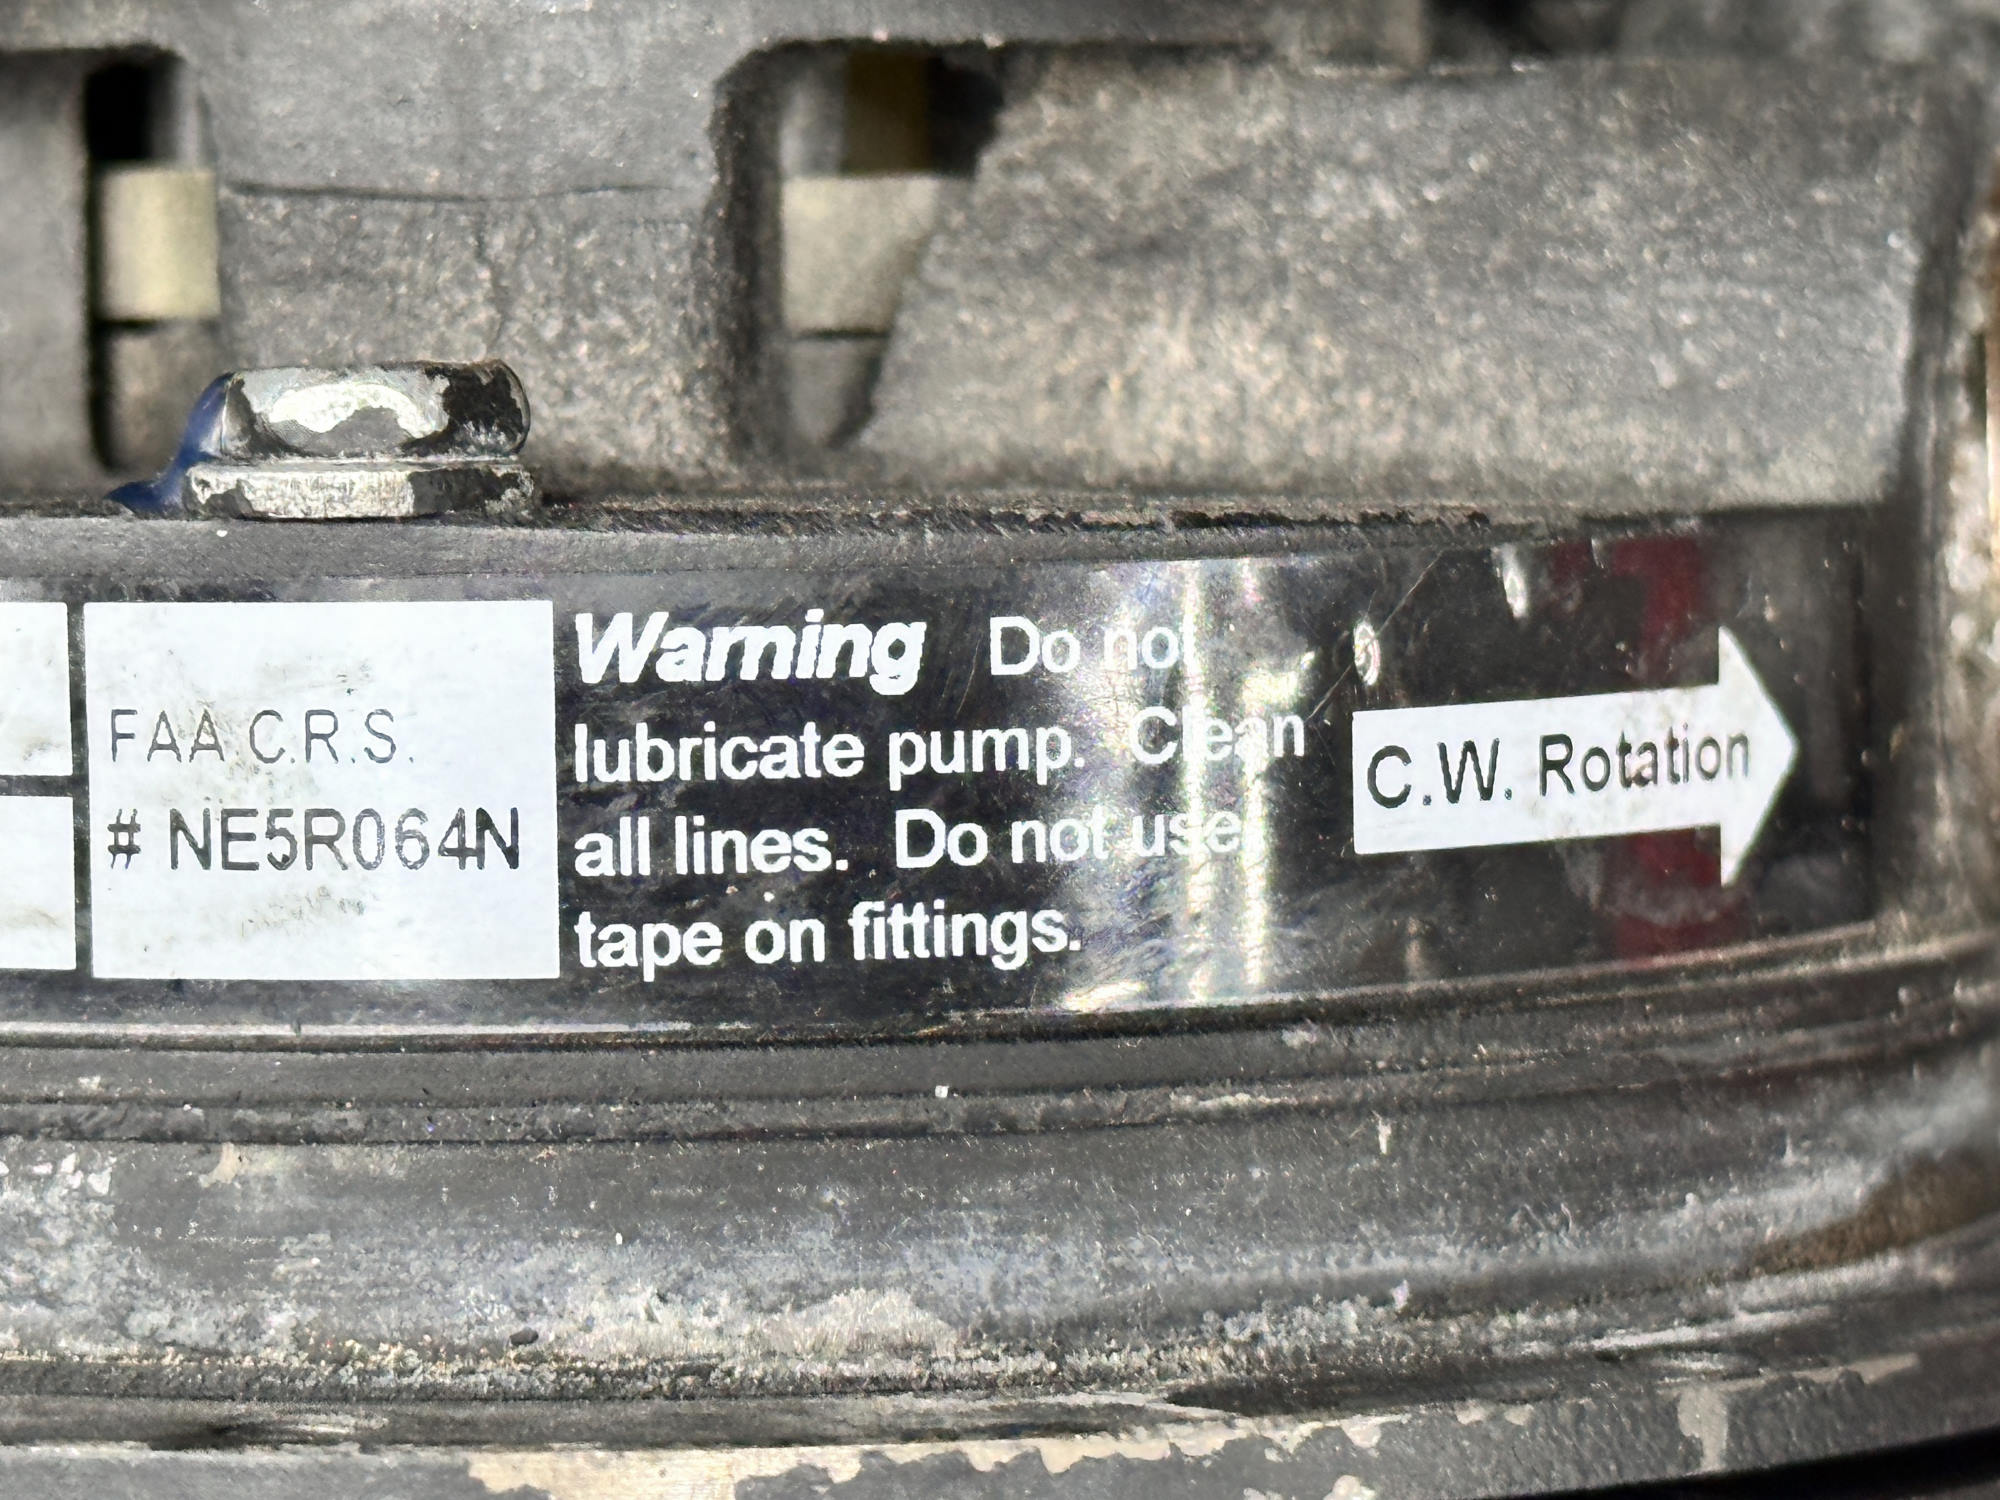 FAA C.R.S.
# NE5R064N
Warning Do not
lubricate pump. Clean
all lines. Do not use
tape on fittings.
C.W. Rotation